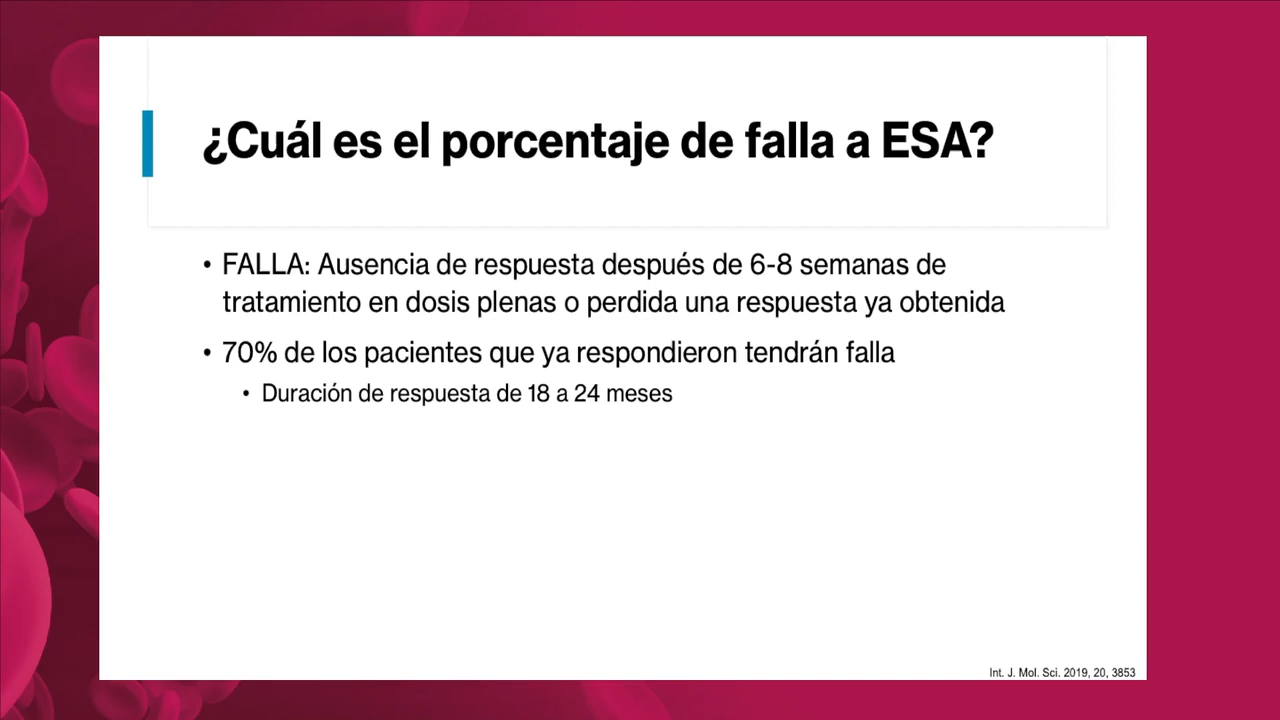 ¿Cuál es el porcentaje de falla a ESA?
• FALLA: Ausencia de respuesta después de 6-8 semanas de
tratamiento en dosis plenas o perdida una respuesta ya obtenida
• 70% de los pacientes que ya respondieron tendrán falla
• Duración de respuesta de 18 a 24 meses
Int. J. Mol. Sci. 2019, 20, 3853